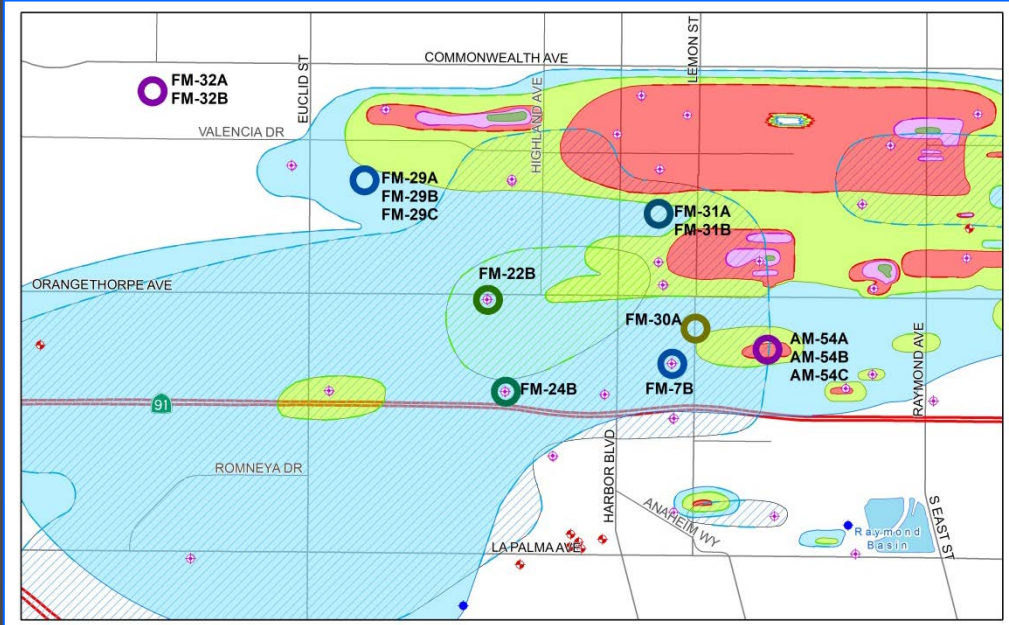 COMMONWEALTH AVE
LEMON ST
FM-32A
FM-32B
EUCLID ST
HIGHLAND AVE
VALENCIA DR
FM-29A
FM-29B
FM-29C
FM-31A
FM-31B
FM-22B
ORANGETHORPE AVE
FM-30A
AM-54A
AM-54B
AM-54C
RAYMOND AVE
FM-7B
FM-24B
91
HARBOR BLVD
ROMNEYA DR
ANAHEIM WY
S EAST ST
Raymond
Basin
LA PALMA AVE